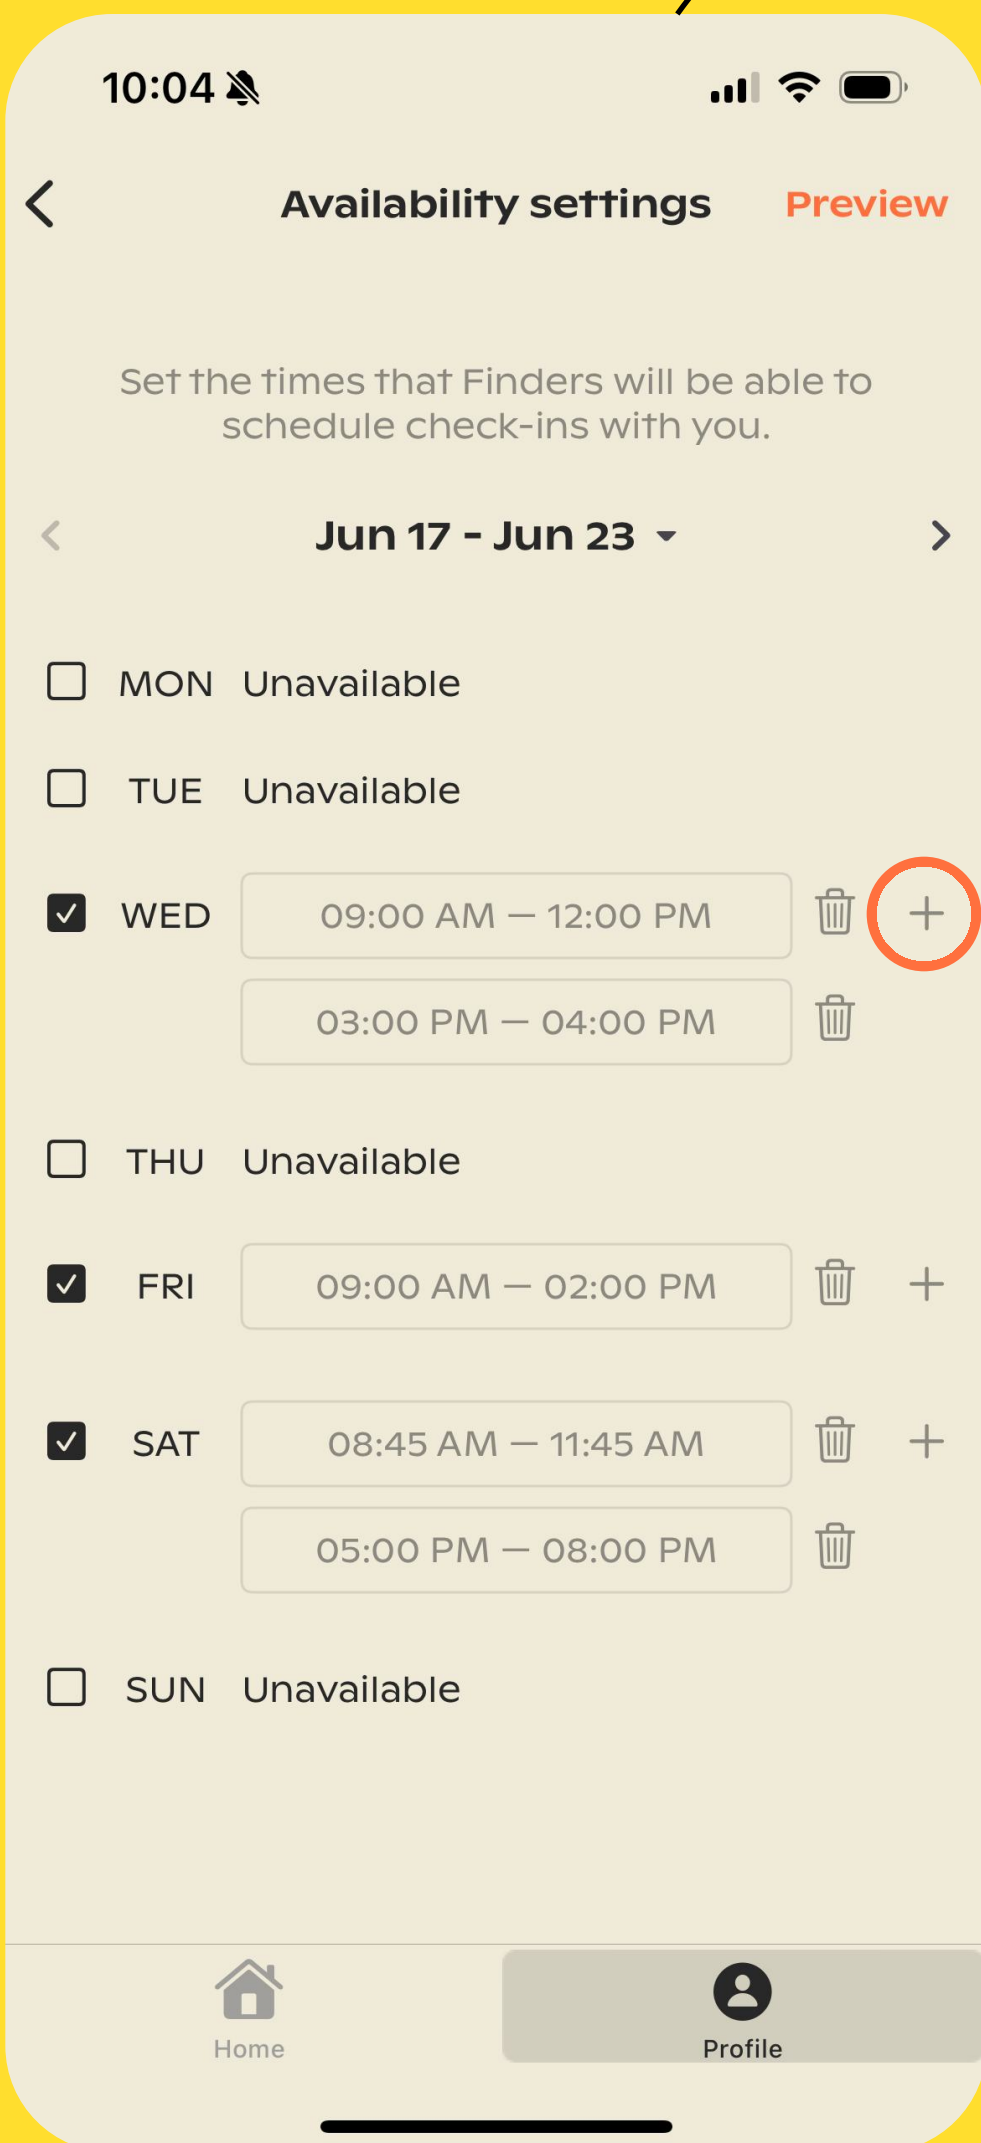 10:04
Availability settings Preview
Set the times that Finders will be able to
schedule check-ins with you.
Jun 17 - Jun 23
MON Unavailable
TUE Unavailable
WED 09:00 AM — 12:00 PM
03:00 PM — 04:00 PM
THU Unavailable
FRI 09:00 AM — 02:00 PM
SAT 08:45 AM — 11:45 AM
05:00 PM — 08:00 PM
SUN Unavailable
Home Profile